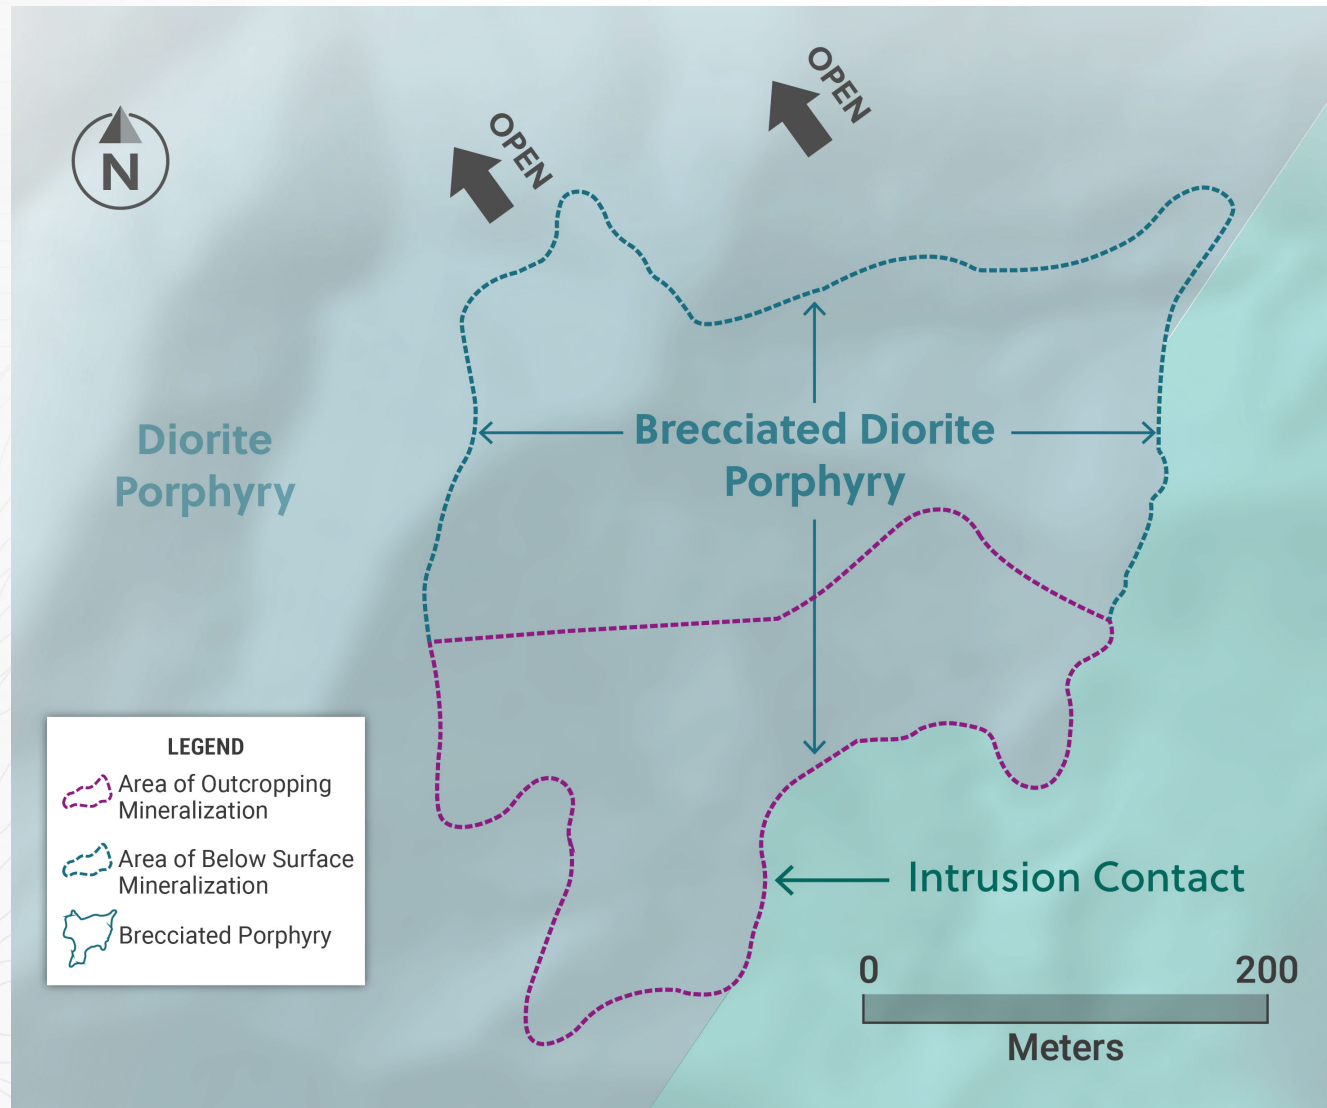 OPEN
OPEN
N
Diorite
Porphyry
Brecciated Diorite
Porphyry
LEGEND
Area of Outcropping
Mineralization
Area of Below Surface
Mineralization
Brecciated Porphyry
Intrusion Contact
0 200
Meters